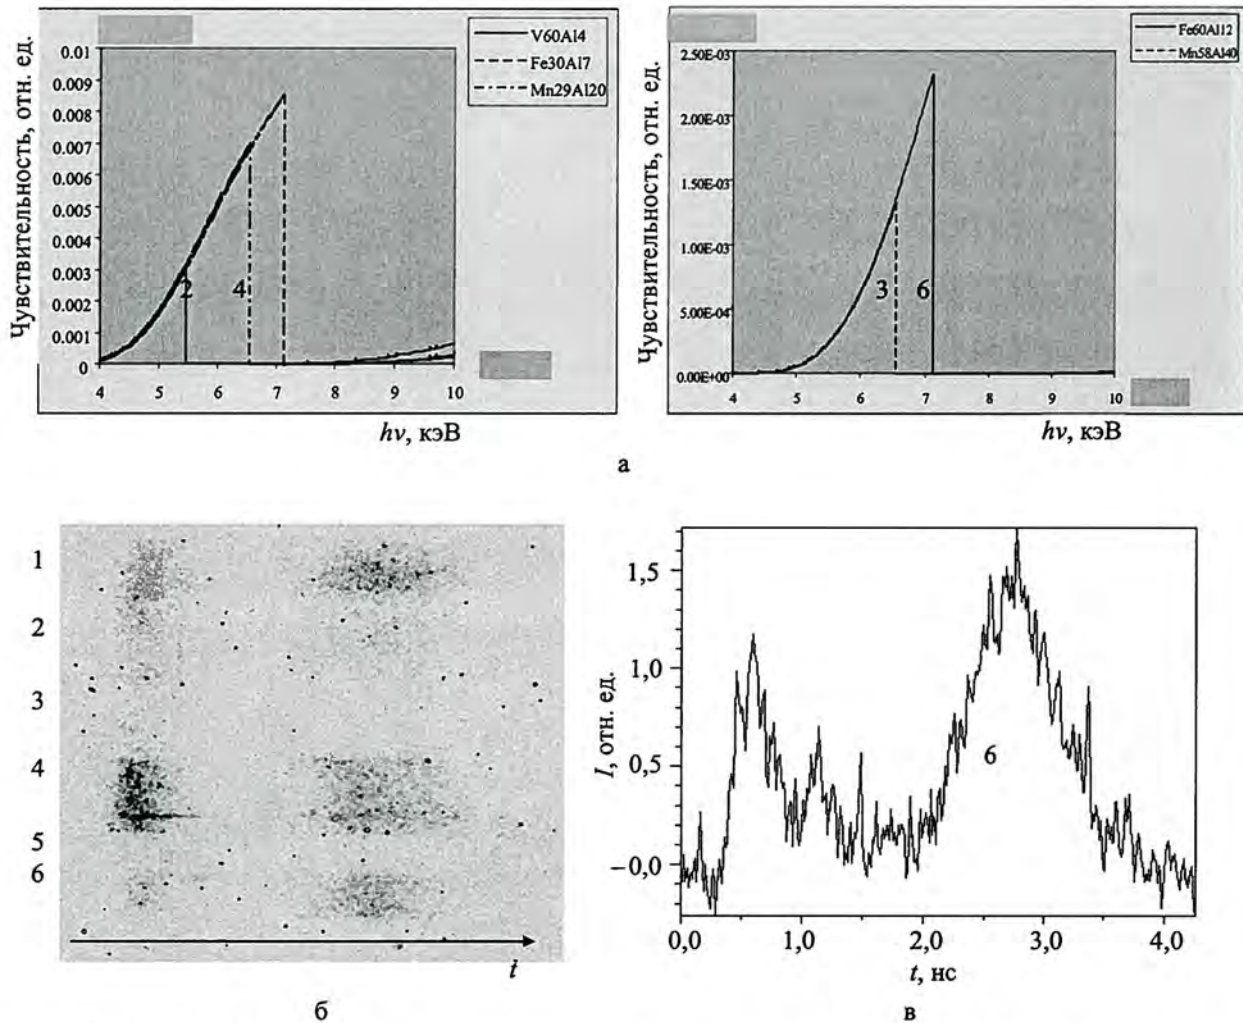 Чувствительность, отн. ед.
0.01
0.009
0.008
0.007
0.006
0.005
0.004
0.003
0.002
0.001
0
2
4
4 5 6 7 8 9 10
hν, кэВ
V60Al4
Fe30Al7
Mn29Al20
Чувствительность, отн. ед.
2.50E-03
2.00E-03
1.50E-03
1.00E-03
5.00E-04
0.00E+00
3
6
4 5 6 7 8 9 10
hν, кэВ
Fe60Al12
Mn58Al40
а
1
2
3
4
5
6
t
б
I, отн. ед.
1,5
1,0
0,5
−0,0
6
0,0 1,0 2,0 3,0 4,0
t, нс
в